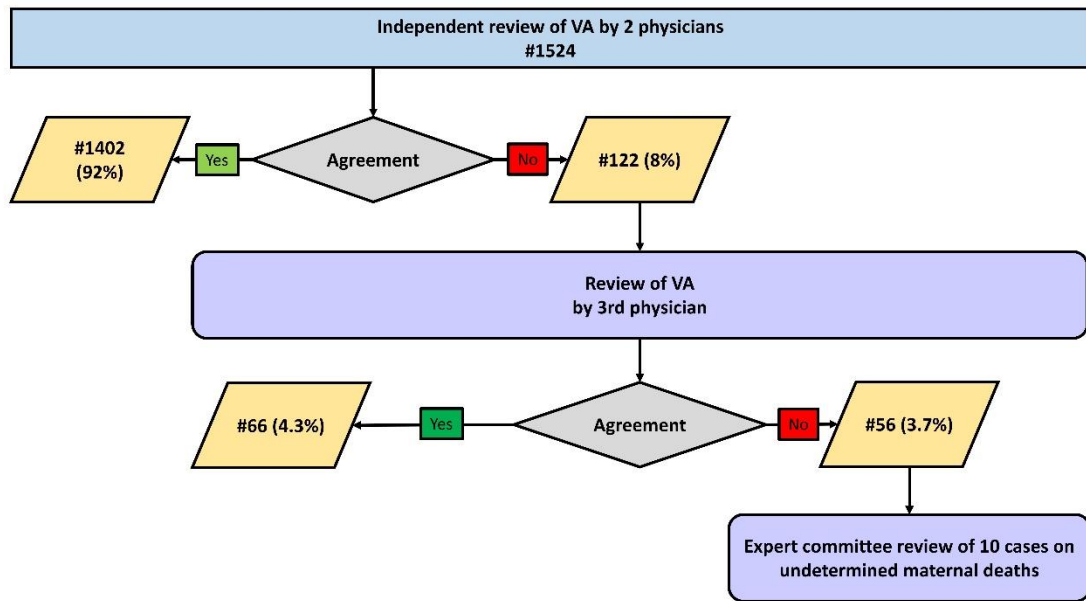 Independent review of VA by 2 physicians
#1524
#1402
(92%)
Yes
Agreement
No
#122 (8%)
Review of VA
by 3rd physician
#66 (4.3%)
Yes
Agreement
No
#56 (3.7%)
Expert committee review of 10 cases on
undetermined maternal deaths